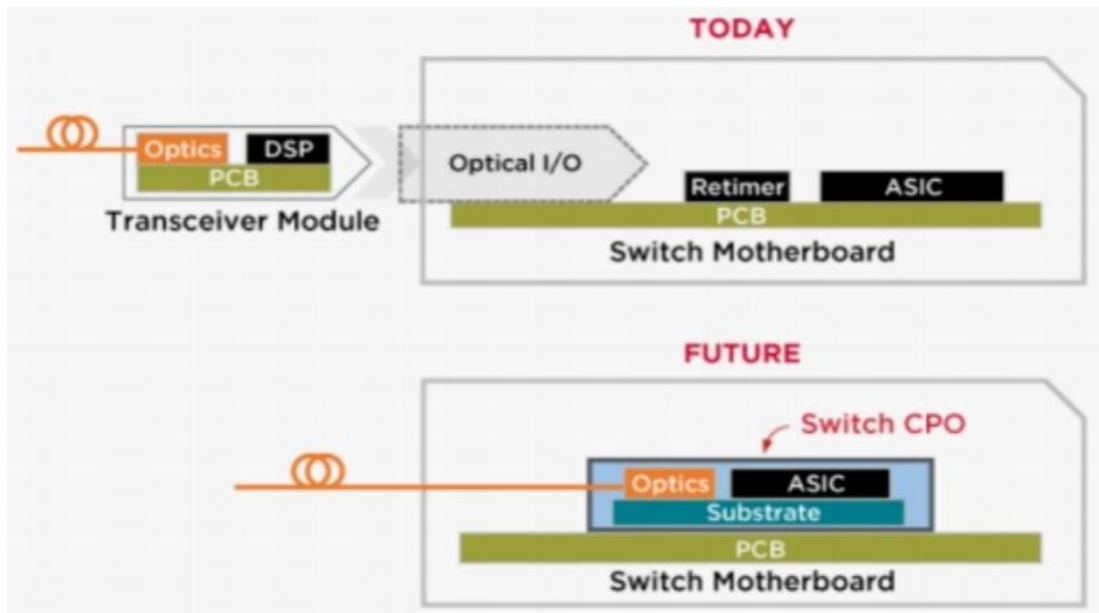 TODAY
Optics DSP
PCB
Transceiver Module
Optical I/O
Retimer ASIC
PCB
Switch Motherboard
FUTURE
Switch CPO
Optics ASIC
Substrate
PCB
Switch Motherboard